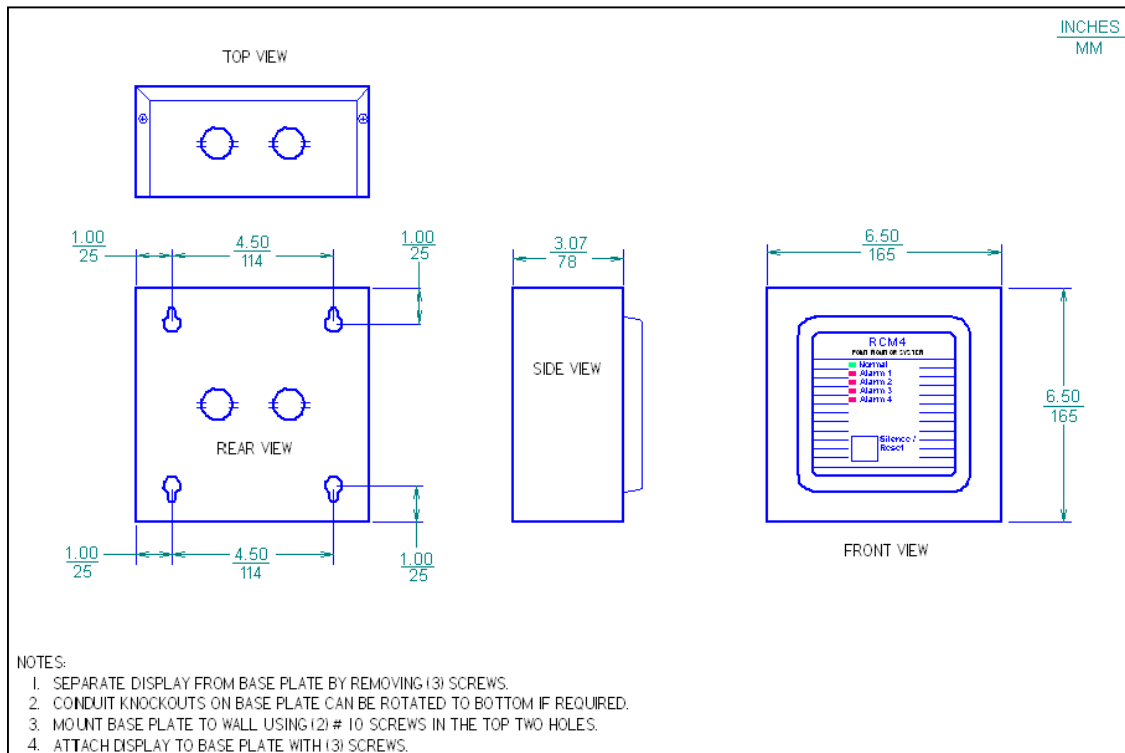 INCHES
MM
TOP VIEW
1.00
25
4.50
114
1.00
25
3.07
78
6.50
165
RCM4
POINT MONITOR SYSTEM
Normal
Alarm 1
Alarm 2
Alarm 3
Alarm 4
SIDE VIEW
6.50
165
Silence /
Reset
REAR VIEW
FRONT VIEW
1.00
25
4.50
114
1.00
25
NOTES:
1. SEPARATE DISPLAY FROM BASE PLATE BY REMOVING (3) SCREWS.
2. CONDUIT KNOCKOUTS ON BASE PLATE CAN BE ROTATED TO BOTTOM IF REQUIRED.
3. MOUNT BASE PLATE TO WALL USING (2) # 10 SCREWS IN THE TOP TWO HOLES.
4. ATTACH DISPLAY TO BASE PLATE WITH (3) SCREWS.